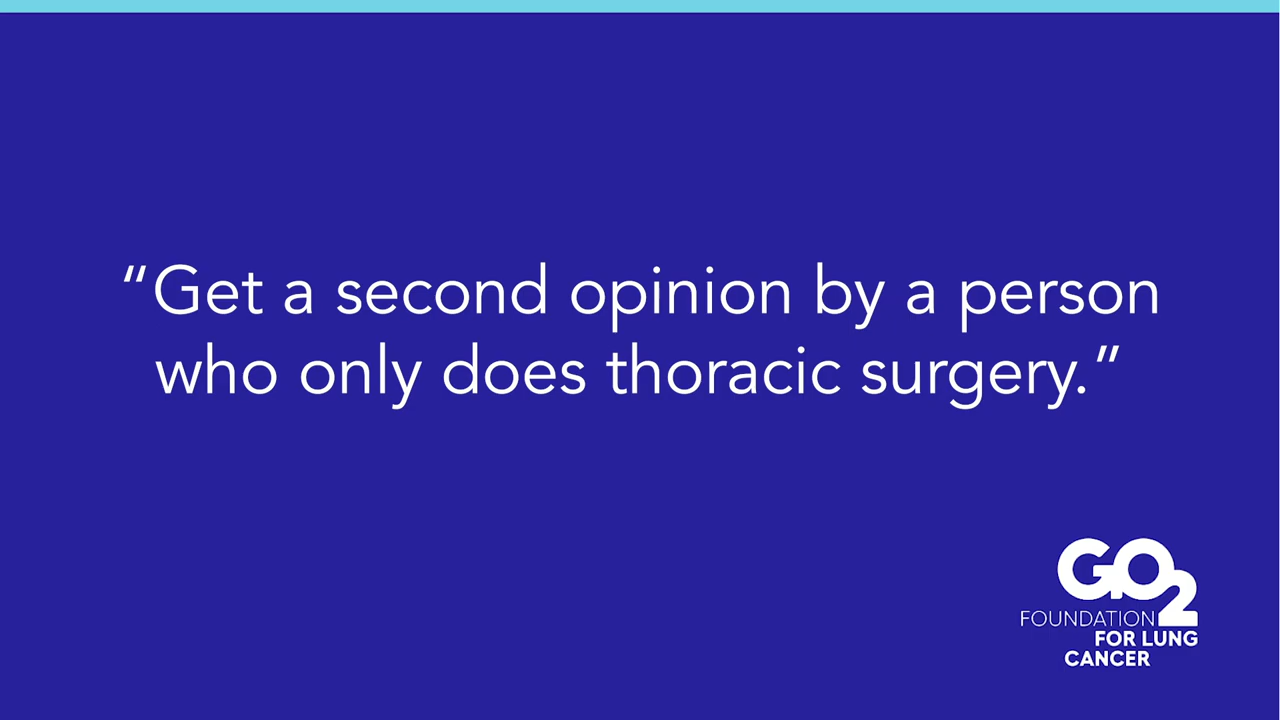 “Get a second opinion by a person
who only does thoracic surgery.”
GO2
FOUNDATION
FOR LUNG
CANCER